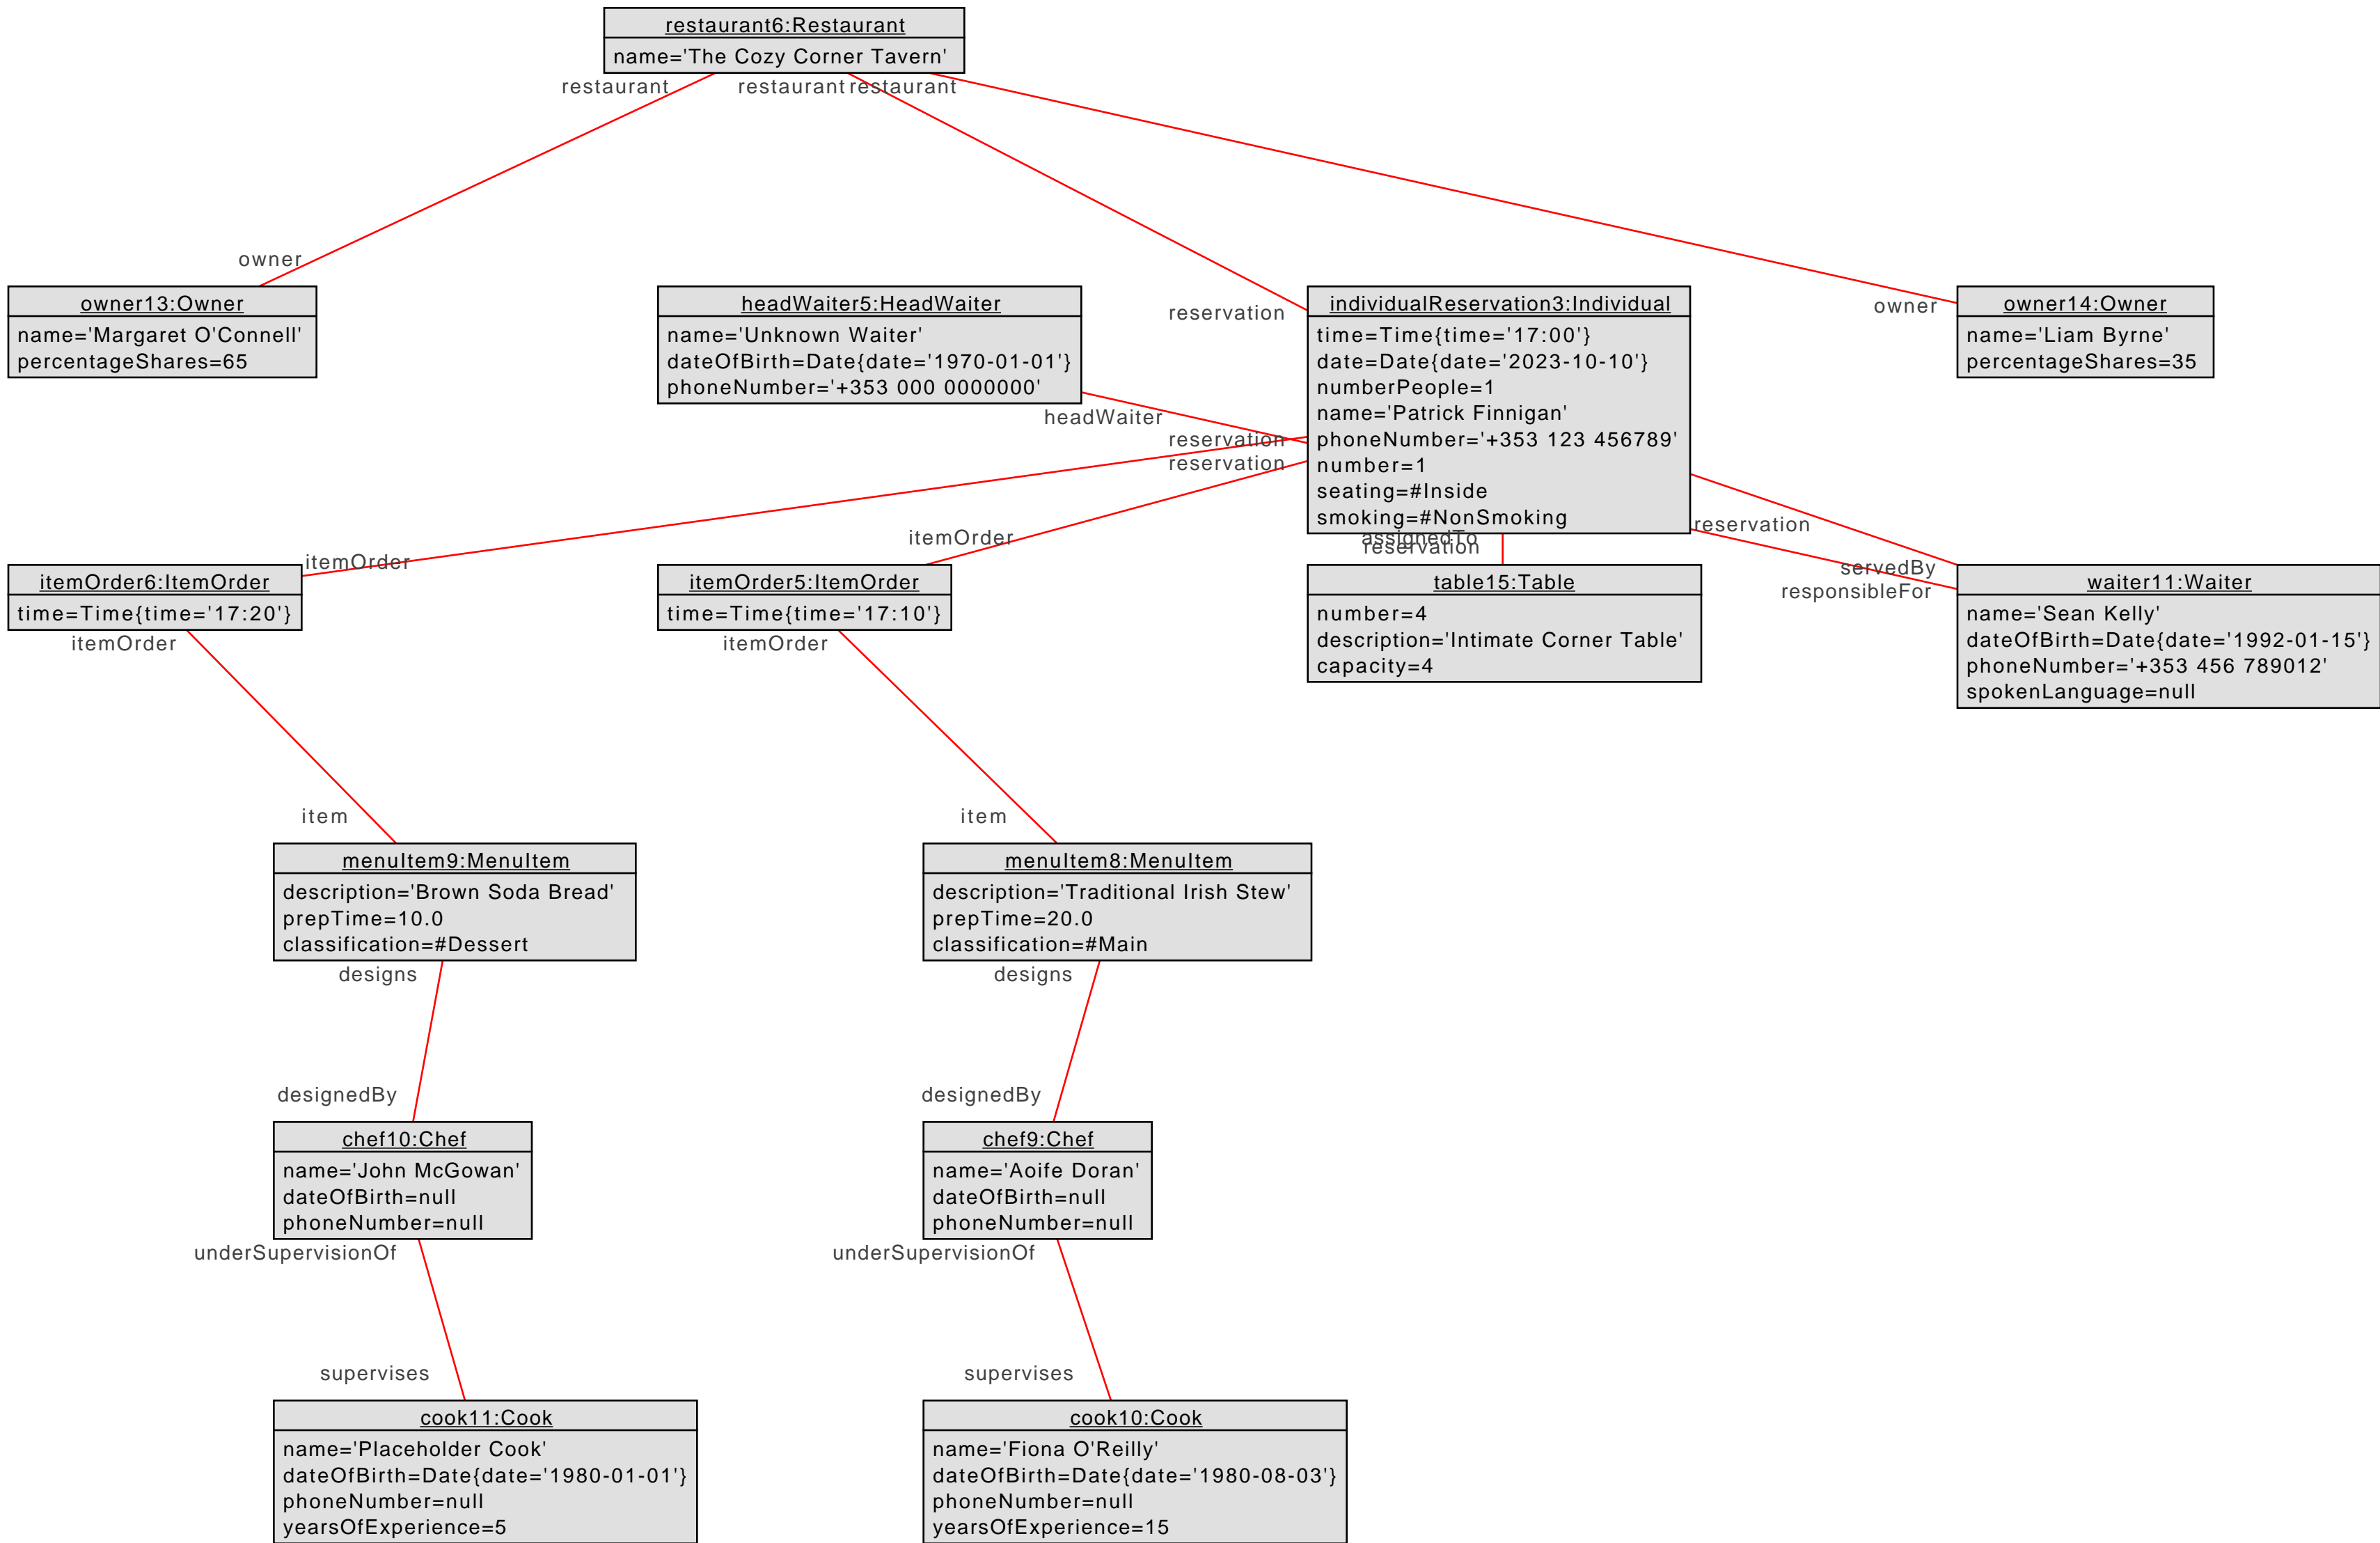 restaurant6:Restaurant
name='The Cozy Corner Tavern'
restaurant
restaurant
restaurant
owner
reservation
owner
owner13:Owner
name='Margaret O'Connell'
percentageShares=65
headWaiter5:HeadWaiter
name='Unknown Waiter'
dateOfBirth=Date{date='1970-01-01'}
phoneNumber='+353 000 0000000'
individualReservation3:Individual
time=Time{time='17:00'}
date=Date{date='2023-10-10'}
numberPeople=1
name='Patrick Finnigan'
phoneNumber='+353 123 456789'
number=1
seating=#Inside
smoking=#NonSmoking
owner14:Owner
name='Liam Byrne'
percentageShares=35
headWaiter
reservation
reservation
itemOrder
itemOrder
assignedTo
reservation
reservation
servedBy
responsibleFor
itemOrder6:ItemOrder
time=Time{time='17:20'}
itemOrder
itemOrder5:ItemOrder
time=Time{time='17:10'}
itemOrder
table15:Table
number=4
description='Intimate Corner Table'
capacity=4
waiter11:Waiter
name='Sean Kelly'
dateOfBirth=Date{date='1992-01-15'}
phoneNumber='+353 456 789012'
spokenLanguage=null
item
item
menuItem9:MenuItem
description='Brown Soda Bread'
prepTime=10.0
classification=#Dessert
designs
menuItem8:MenuItem
description='Traditional Irish Stew'
prepTime=20.0
classification=#Main
designs
designedBy
designedBy
chef10:Chef
name='John McGowan'
dateOfBirth=null
phoneNumber=null
underSupervisionOf
chef9:Chef
name='Aoife Doran'
dateOfBirth=null
phoneNumber=null
underSupervisionOf
supervises
supervises
cook11:Cook
name='Placeholder Cook'
dateOfBirth=Date{date='1980-01-01'}
phoneNumber=null
yearsOfExperience=5
cook10:Cook
name='Fiona O'Reilly'
dateOfBirth=Date{date='1980-08-03'}
phoneNumber=null
yearsOfExperience=15